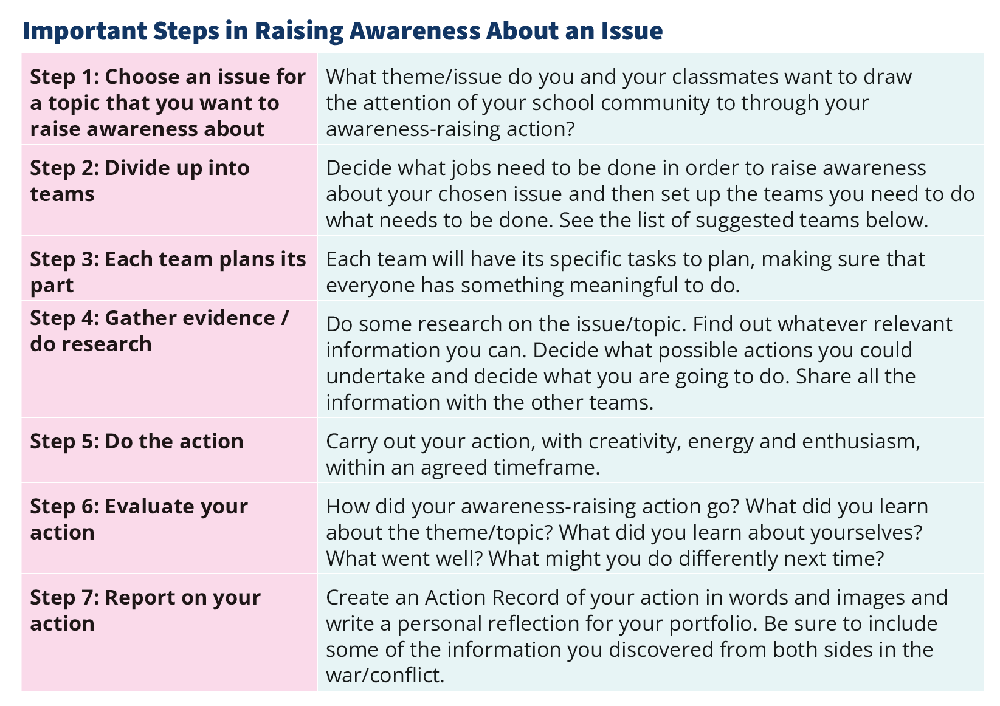 Important Steps in Raising Awareness About an Issue
Step 1: Choose an issue for
a topic that you want to
raise awareness about
What theme/issue do you and your classmates want to draw
the attention of your school community to through your
awareness-raising action?
Step 2: Divide up into
teams
Decide what jobs need to be done in order to raise awareness
about your chosen issue and then set up the teams you need to do
what needs to be done. See the list of suggested teams below.
Step 3: Each team plans its
part
Each team will have its specific tasks to plan, making sure that
everyone has something meaningful to do.
Step 4: Gather evidence /
do research
Do some research on the issue/topic. Find out whatever relevant
information you can. Decide what possible actions you could
undertake and decide what you are going to do. Share all the
information with the other teams.
Step 5: Do the action
Carry out your action, with creativity, energy and enthusiasm,
within an agreed timeframe.
Step 6: Evaluate your
action
How did your awareness-raising action go? What did you learn
about the theme/topic? What did you learn about yourselves?
What went well? What might you do differently next time?
Step 7: Report on your
action
Create an Action Record of your action in words and images and
write a personal reflection for your portfolio. Be sure to include
some of the information you discovered from both sides in the
war/conflict.